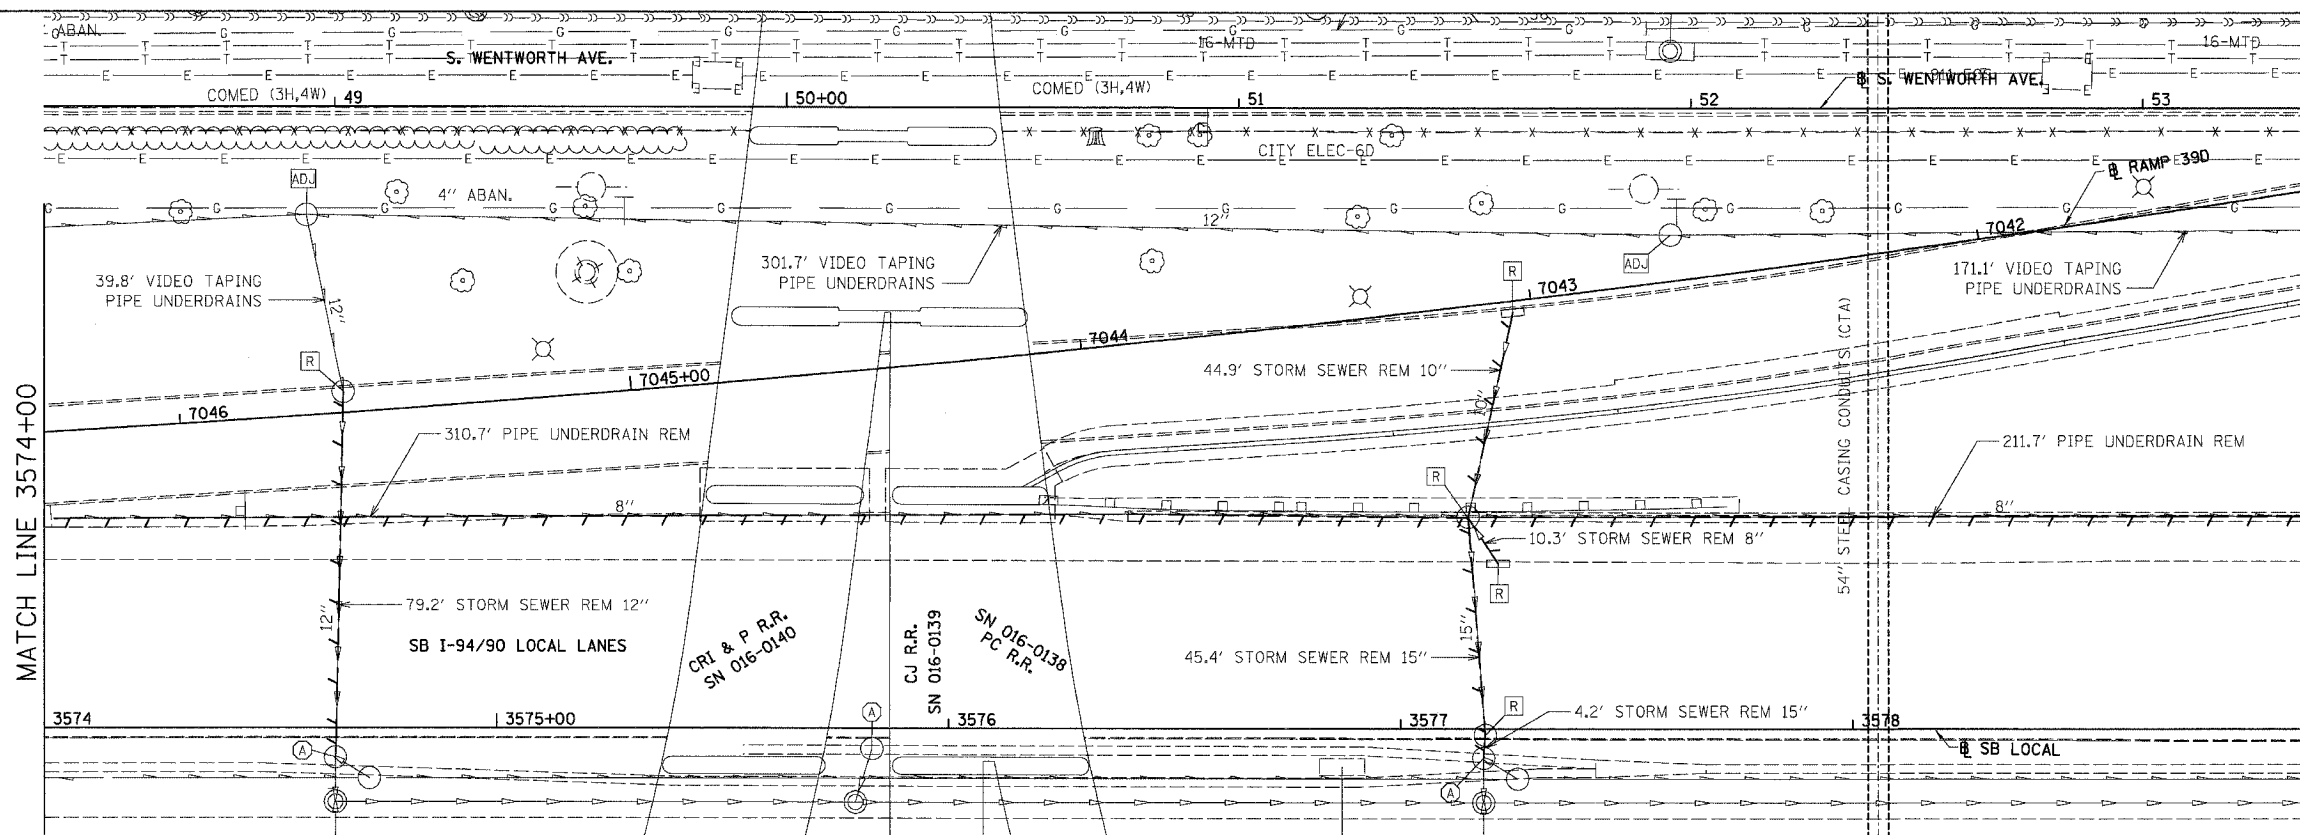 ABAN.
S. WENTWORTH AVE.
16-MTD
16-MTD
COMED (3H,4W)
49
50+00
COMED (3H,4W)
51
52
℄ S. WENTWORTH AVE.
53
CITY ELEC-6D
℄ RAMP 39D
ADJ
4" ABAN.
12"
7042
39.8' VIDEO TAPING
PIPE UNDERDRAINS
12"
301.7' VIDEO TAPING
PIPE UNDERDRAINS
ADJ
R
7043
171.1' VIDEO TAPING
PIPE UNDERDRAINS
7044
R
7045+00
44.9' STORM SEWER REM 10"
10"
54" STEEL CASING CONDUITS (CTA)
7046
310.7' PIPE UNDERDRAIN REM
211.7' PIPE UNDERDRAIN REM
MATCH LINE 3574+00
R
8"
8"
10.3' STORM SEWER REM 8"
R
12"
79.2' STORM SEWER REM 12"
SB I-94/90 LOCAL LANES
CRI & P R.R.
SN 016-0140
CJ R.R.
SN 016-0139
SN 016-0138
PC R.R.
15"
45.4' STORM SEWER REM 15"
3574
3575+00
A
3576
3577
R
4.2' STORM SEWER REM 15"
3578
A
℄ SB LOCAL
A